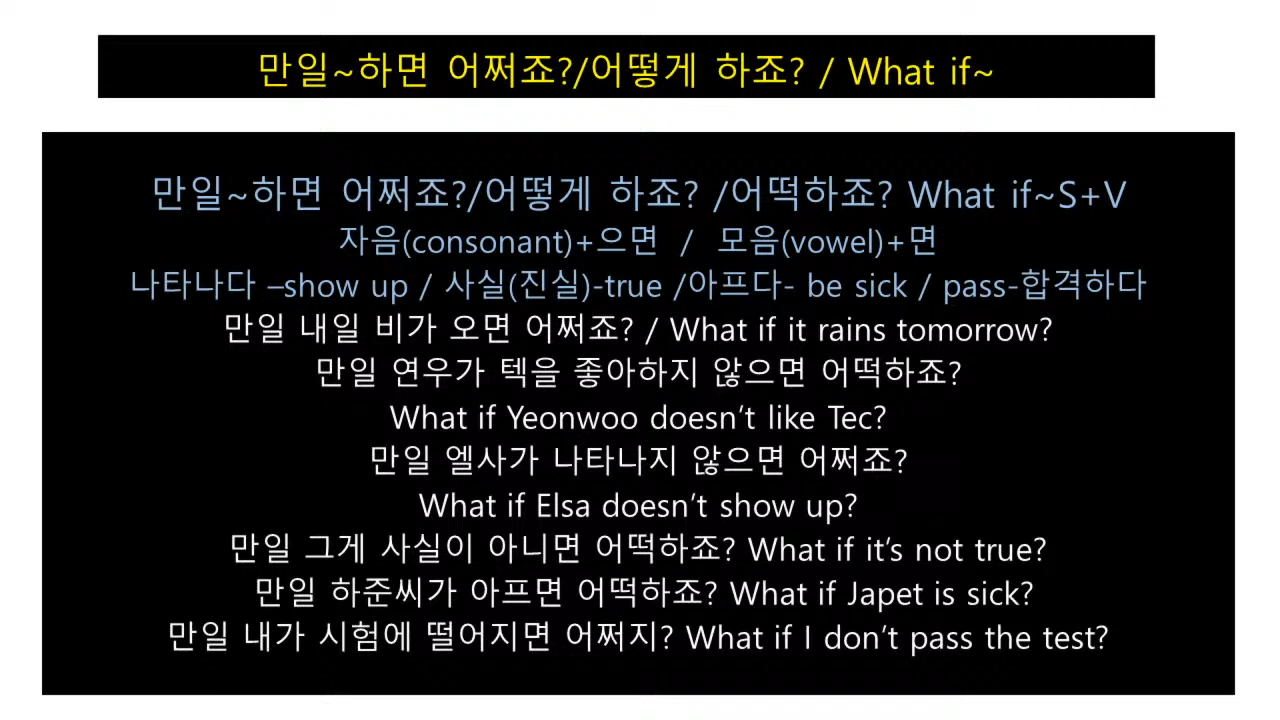 만일~하면 어쩌죠?/어떻게 하죠? / What if~
만일~하면 어쩌죠?/어떻게 하죠? /어떡하죠? What if~S+V
자음(consonant)+으면 / 모음(vowel)+면
나타나다 –show up / 사실(진실)-true /아프다- be sick / pass-합격하다
만일 내일 비가 오면 어쩌죠? / What if it rains tomorrow?
만일 연우가 텍을 좋아하지 않으면 어떡하죠?
What if Yeonwoo doesn’t like Tec?
만일 엘사가 나타나지 않으면 어쩌죠?
What if Elsa doesn’t show up?
만일 그게 사실이 아니면 어떡하죠? What if it’s not true?
만일 하준씨가 아프면 어떡하죠? What if Japet is sick?
만일 내가 시험에 떨어지면 어쩌지? What if I don’t pass the test?